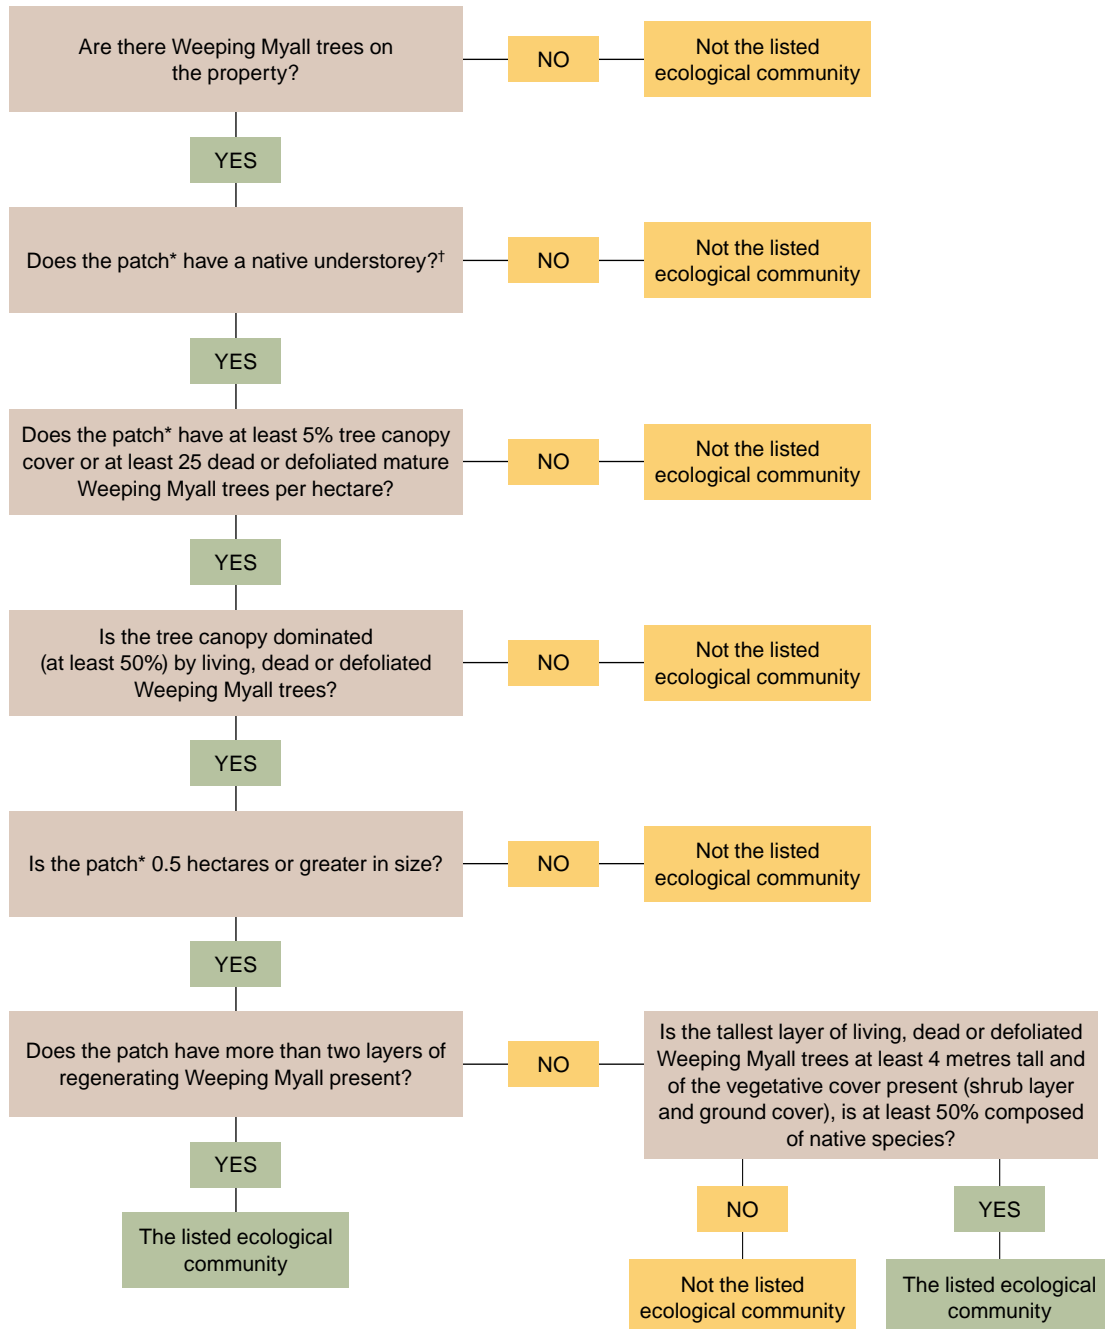 Are there Weeping Myall trees on
the property?
NO
Not the listed
ecological community
YES
Does the patch* have a native understorey?†
NO
Not the listed
ecological community
YES
Does the patch* have at least 5% tree canopy
cover or at least 25 dead or defoliated mature
Weeping Myall trees per hectare?
NO
Not the listed
ecological community
YES
Is the tree canopy dominated
(at least 50%) by living, dead or defoliated
Weeping Myall trees?
NO
Not the listed
ecological community
YES
Is the patch* 0.5 hectares or greater in size?
NO
Not the listed
ecological community
YES
Does the patch have more than two layers of
regenerating Weeping Myall present?
NO
Is the tallest layer of living, dead or defoliated
Weeping Myall trees at least 4 metres tall and
of the vegetative cover present (shrub layer
and ground cover), is at least 50% composed
of native species?
YES
The listed ecological
community
NO
Not the listed
ecological community
YES
The listed ecological
community